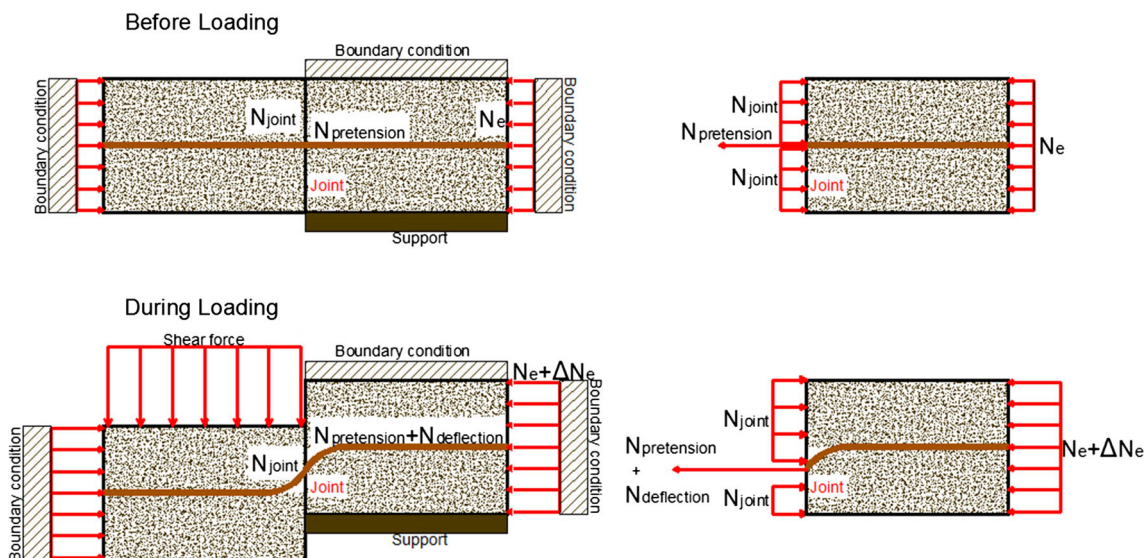 Before Loading
Boundary condition
Boundary condition
Njoint
Npretension
Ne
Boundary condition
Joint
Support
Njoint
Npretension
Njoint
Joint
Ne
During Loading
Shear force
Boundary condition
Ne+ΔNe
Boundary condition
Npretension+Ndeflection
Njoint
Joint
Boundary condition
Support
Njoint
Npretension
+
Ndeflection
Njoint
Joint
Ne+ΔNe